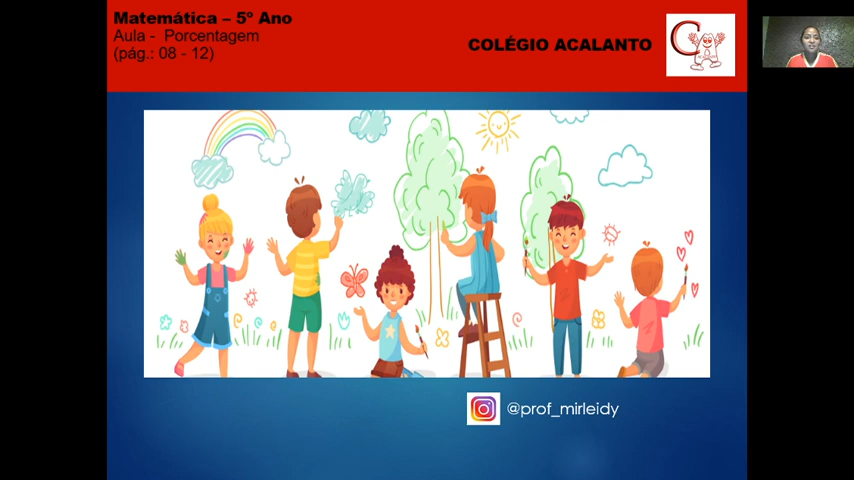 Matemática – 5º Ano
Aula - Porcentagem
(pág.: 08 - 12)
COLÉGIO ACALANTO
C
@prof_mirleidy